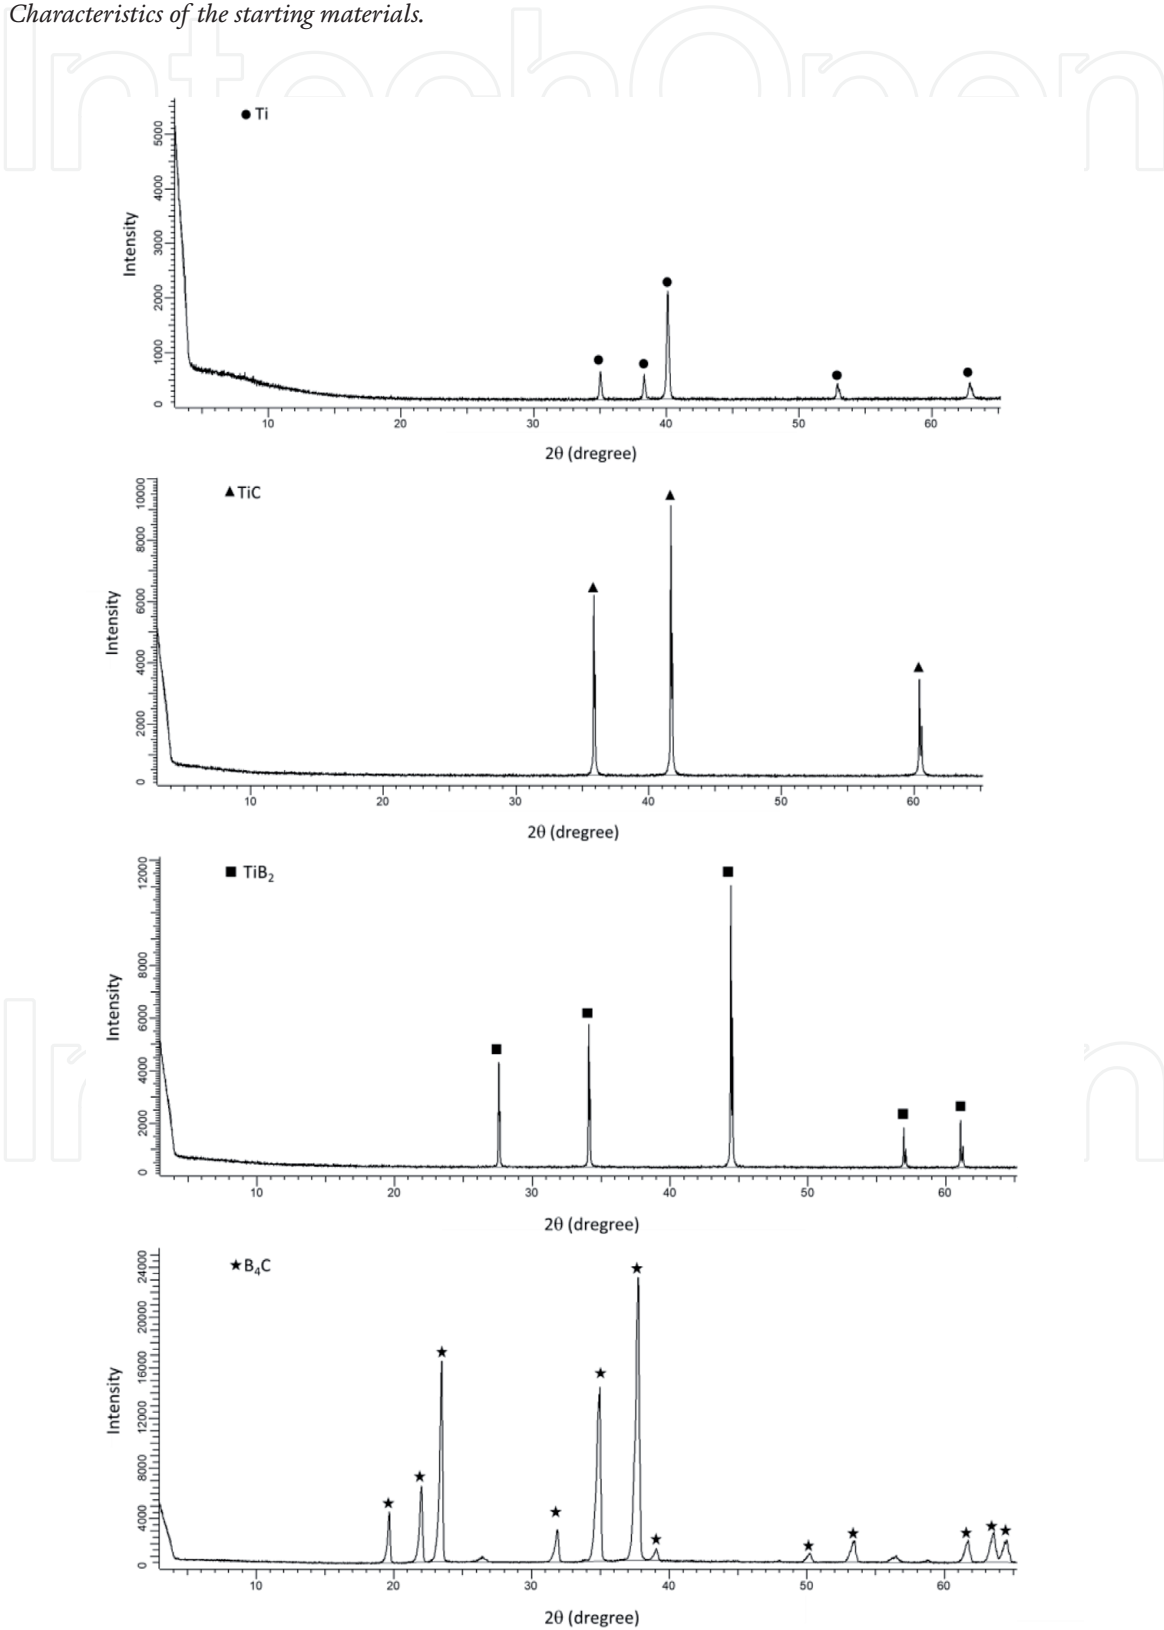 Characteristics of the starting materials.
IntechOpen
● Ti
5000
4000
3000
2000
1000
0
Intensity
10 20 30 40 50 60
2θ (dregree)
▲ TiC
10000
8000
6000
4000
2000
0
Intensity
10 20 30 40 50 60
2θ (dregree)
■ TiB₂
12000
8000
6000
4000
2000
0
Intensity
10 20 30 40 50 60
2θ (dregree)
★ B₄C
24000
20000
16000
12000
8000
4000
0
Intensity
10 20 30 40 50 60
2θ (dregree)